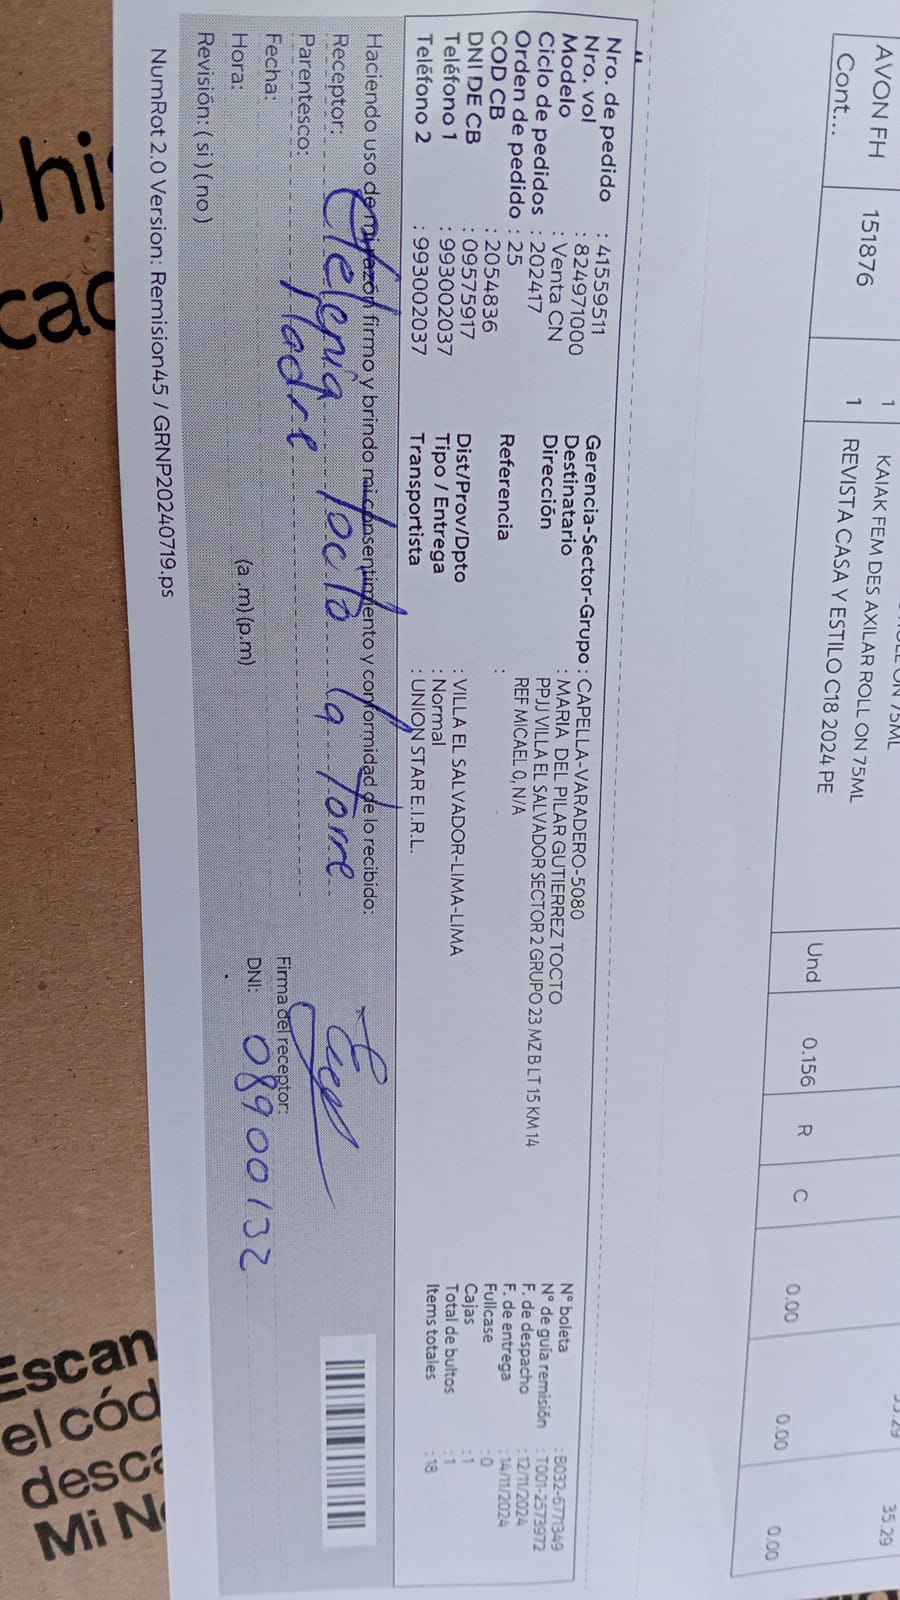 35.29
AVON FH 151876 1 KAIAK FEM DES AXILAR ROLL ON 75ML 35.29
Cont... 1 REVISTA CASA Y ESTILO C18 2024 PE Und 0.156 R C 0.00 0.00 0.00
Nro. de pedido : 41559511
Nro. vol : 824971000
Modelo : Venta CN
Ciclo de pedidos : 202417
Orden de pedido : 25
COD CB : 2054836
DNI DE CB : 09575917
Teléfono 1 : 993002037
Teléfono 2 : 993002037
Gerencia-Sector-Grupo : CAPELLA-VARADERO-5080
Destinatario : MARIA DEL PILAR GUTIERREZ TOCTO
Dirección PPJJ VILLA EL SALVADOR SECTOR 2 GRUPO 23 MZ B LT 15 KM 14
REF MICAEL 0, N/A
Referencia :
Dist/Prov/Dpto : VILLA EL SALVADOR-LIMA-LIMA
Tipo / Entrega : Normal
Transportista : UNION STAR E.I.R.L.
N° boleta : B032-6771349
N° de guía remisión : T001-2573972
F. de despacho : 12/11/2024
F. de entrega : 14/11/2024
Fullcase : 0
Cajas : 1
Total de bultos : 1
Items totales : 18
Haciendo uso de mi razón firmo y brindo mi consentimiento y conformidad de lo recibido:
Receptor: Tocto la Torre
Parentesco: Madre
Firma del receptor:
Fecha:
DNI: 08900132
Hora: (a .m) (p.m)
Revisión: ( si ) ( no )
NumRot 2.0 Version: Remision45 / GRNP20240719.ps
hi
cac
Escan
el cód
desca
Mi N